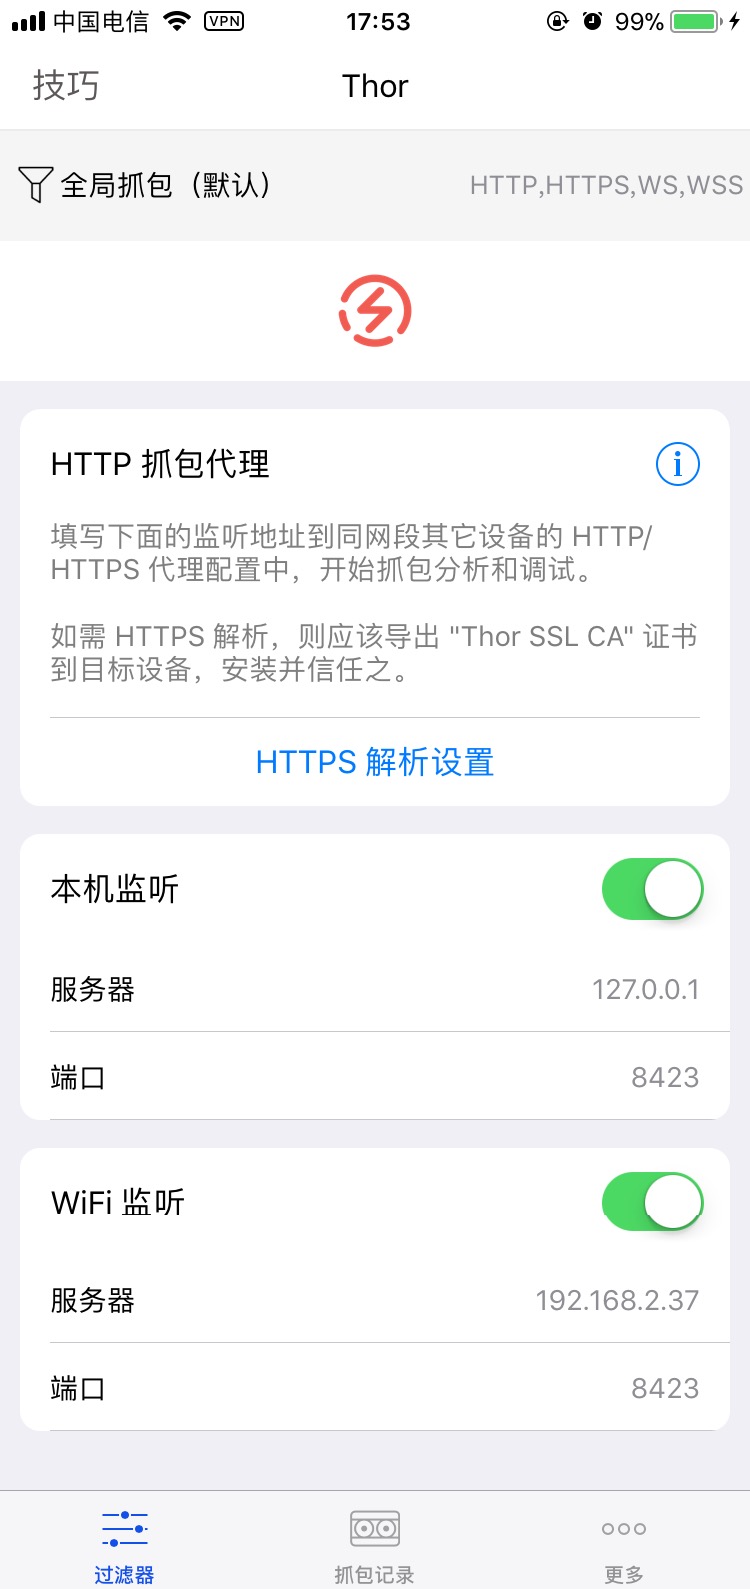 中国电信 VPN 17:53 99%
技巧 Thor
全局抓包（默认） HTTP,HTTPS,WS,WSS
HTTP 抓包代理
填写下面的监听地址到同网段其它设备的 HTTP/
HTTPS 代理配置中，开始抓包分析和调试。
如需 HTTPS 解析，则应该导出 "Thor SSL CA" 证书
到目标设备，安装并信任之。
HTTPS 解析设置
本机监听
服务器 127.0.0.1
端口 8423
WiFi 监听
服务器 192.168.2.37
端口 8423
过滤器 抓包记录 更多